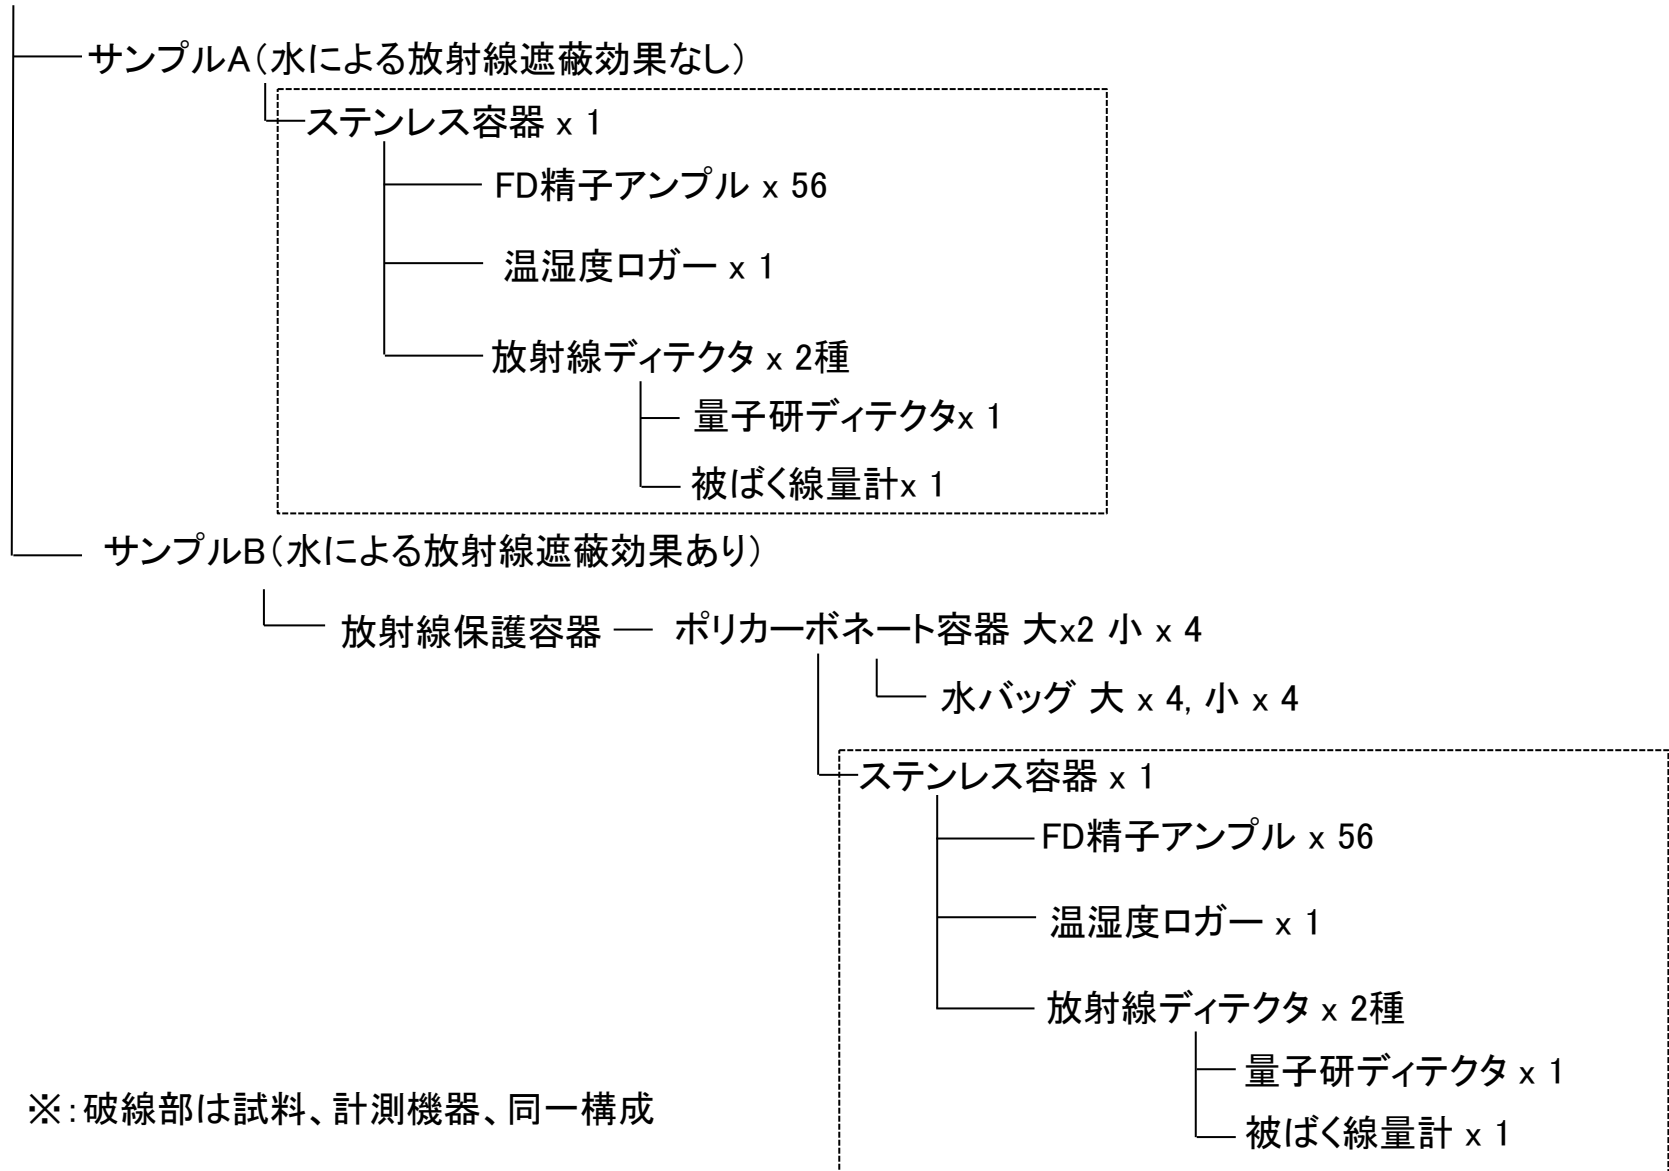 サンプルA(水による放射線遮蔽効果なし)
ステンレス容器 x 1
FD精子アンプル x 56
温湿度ロガー x 1
放射線ディテクタ x 2種
量子研ディテクタx 1
被ばく線量計x 1
サンプルB(水による放射線遮蔽効果あり)
放射線保護容器 ポリカーボネート容器 大x2 小 x 4
水バッグ 大 x 4, 小 x 4
ステンレス容器 x 1
FD精子アンプル x 56
温湿度ロガー x 1
放射線ディテクタ x 2種
量子研ディテクタ x 1
被ばく線量計 x 1
※:破線部は試料、計測機器、同一構成